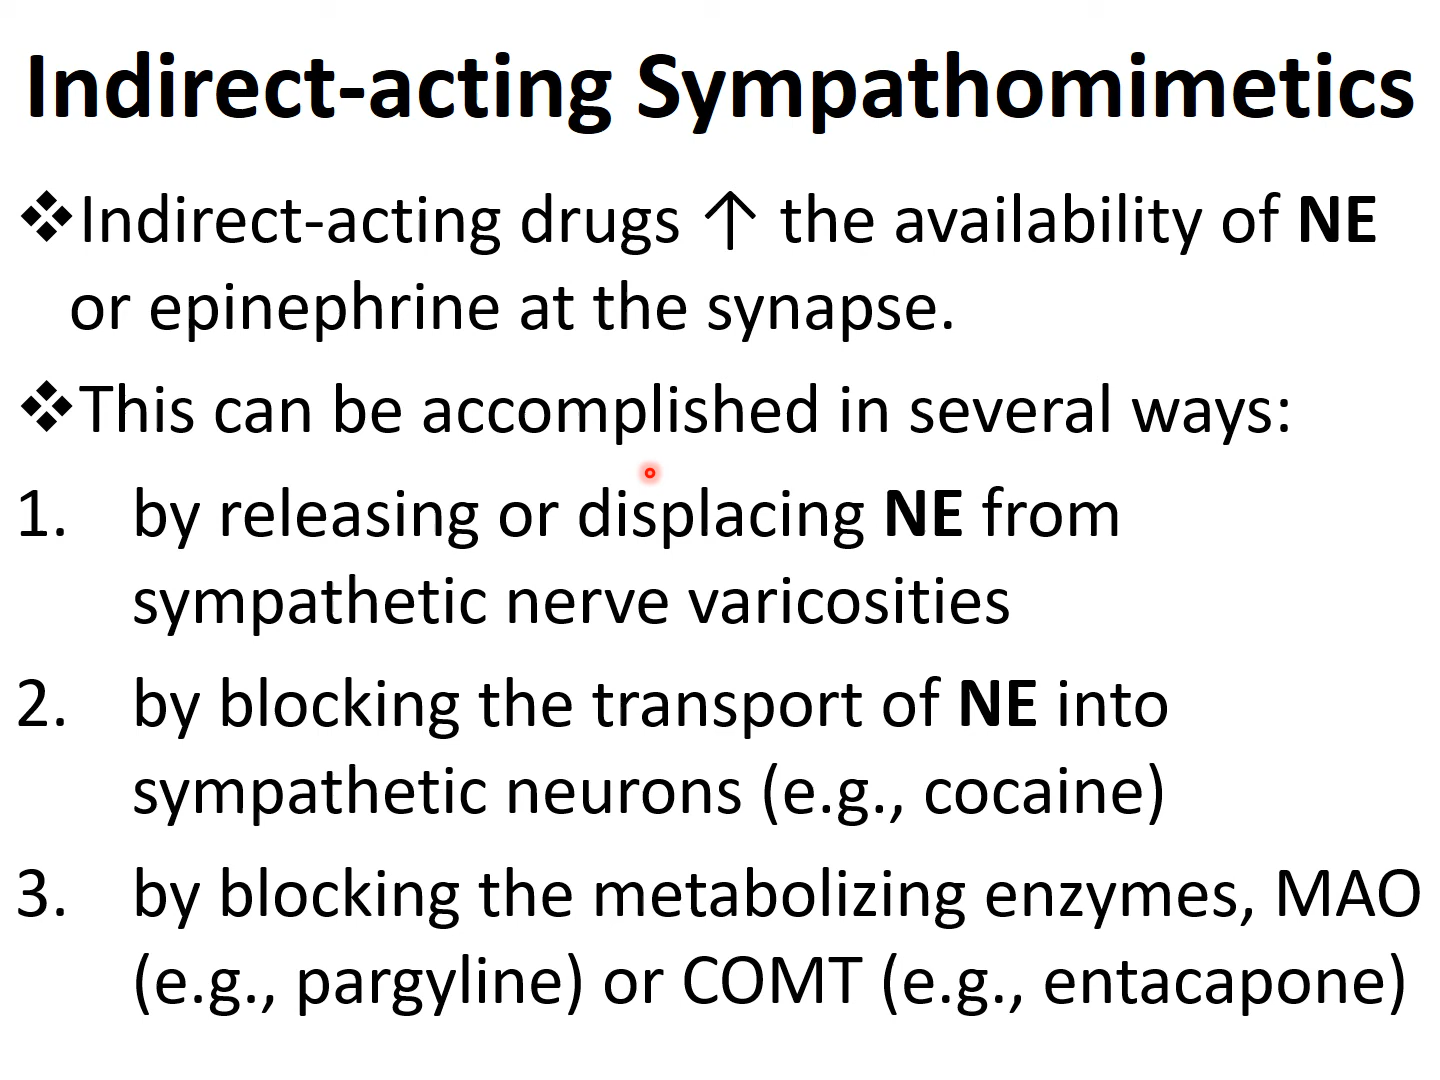 Indirect-acting Sympathomimetics
❖Indirect-acting drugs ↑ the availability of NE
or epinephrine at the synapse.
❖This can be accomplished in several ways:
1. by releasing or displacing NE from
sympathetic nerve varicosities
2. by blocking the transport of NE into
sympathetic neurons (e.g., cocaine)
3. by blocking the metabolizing enzymes, MAO
(e.g., pargyline) or COMT (e.g., entacapone)